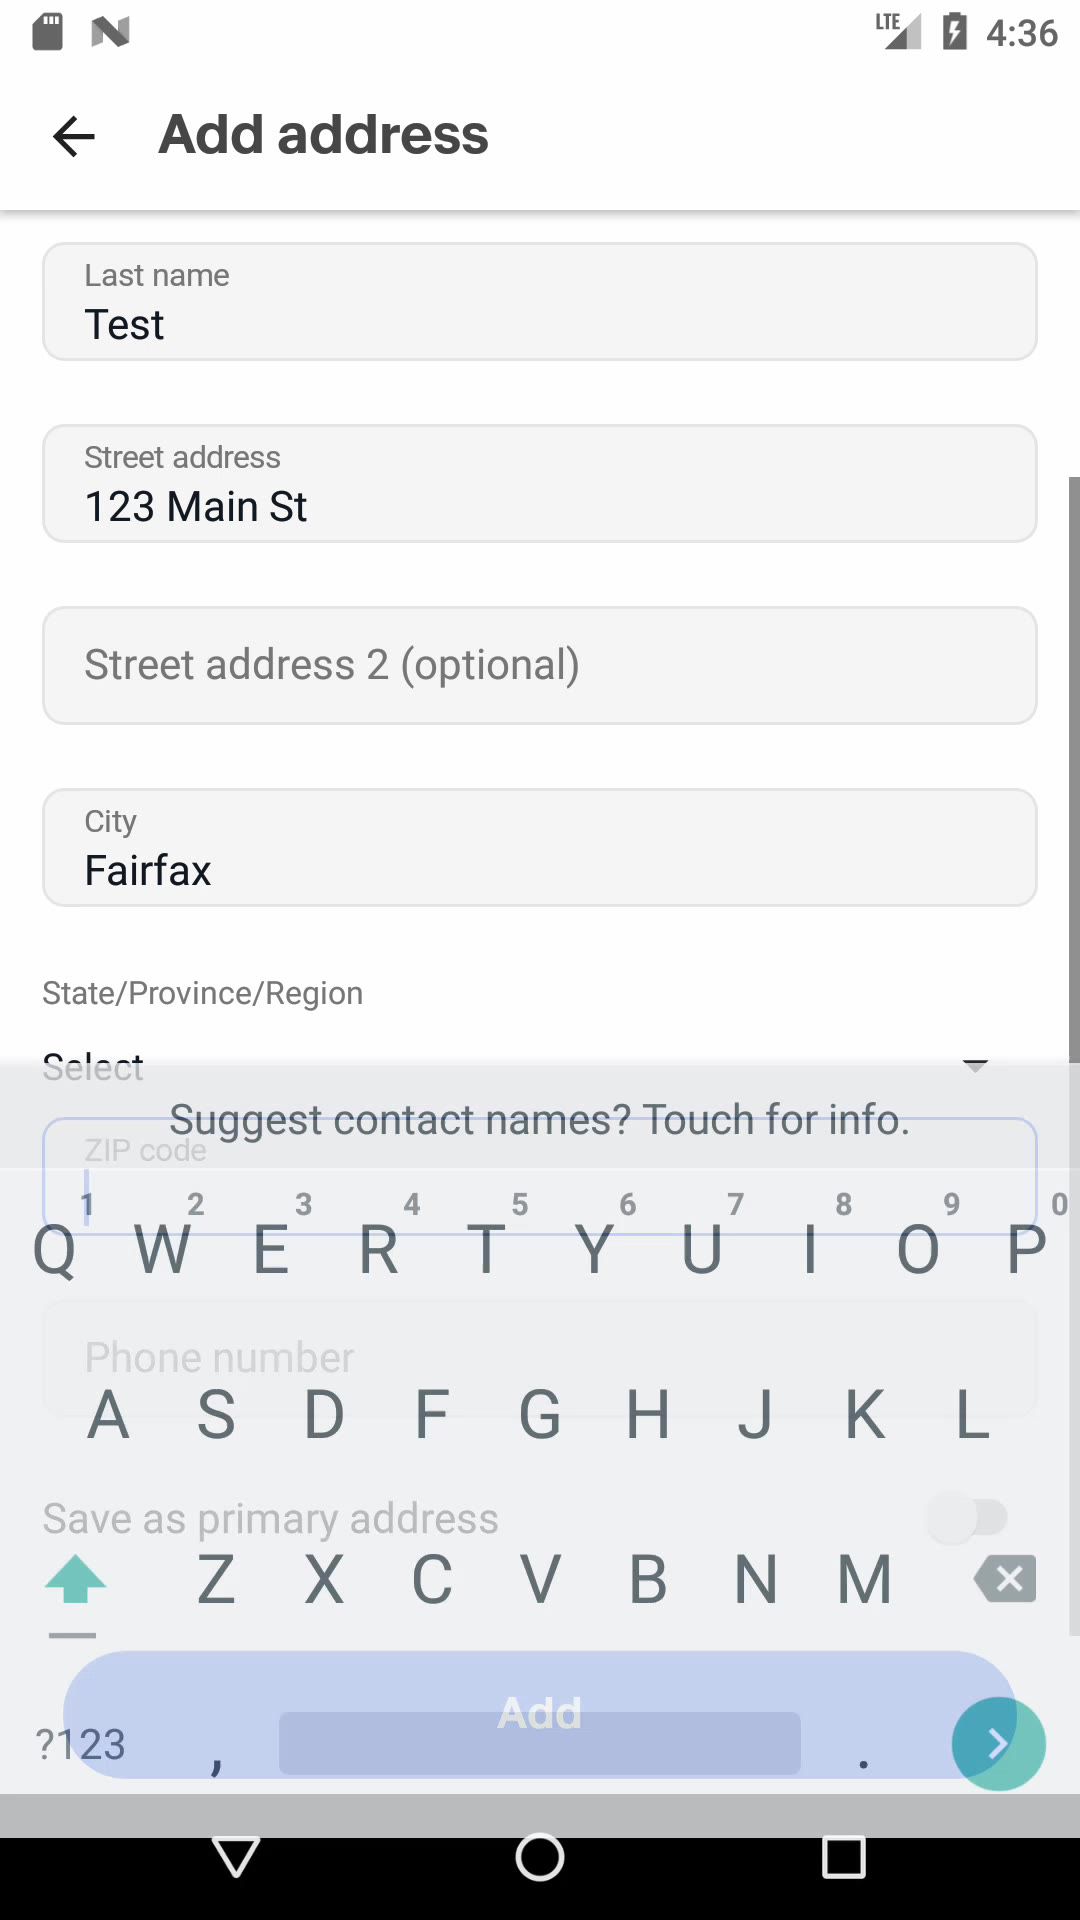 LTE 4:36
Add address
Last name
Test
Street address
123 Main St
Street address 2 (optional)
City
Fairfax
State/Province/Region
Select
Suggest contact names? Touch for info.
ZIP code
1 2 3 4 5 6 7 8 9 0
Q W E R T Y U I O P
Phone number
A S D F G H J K L
Save as primary address
Z X C V B N M
Add
?123 , .